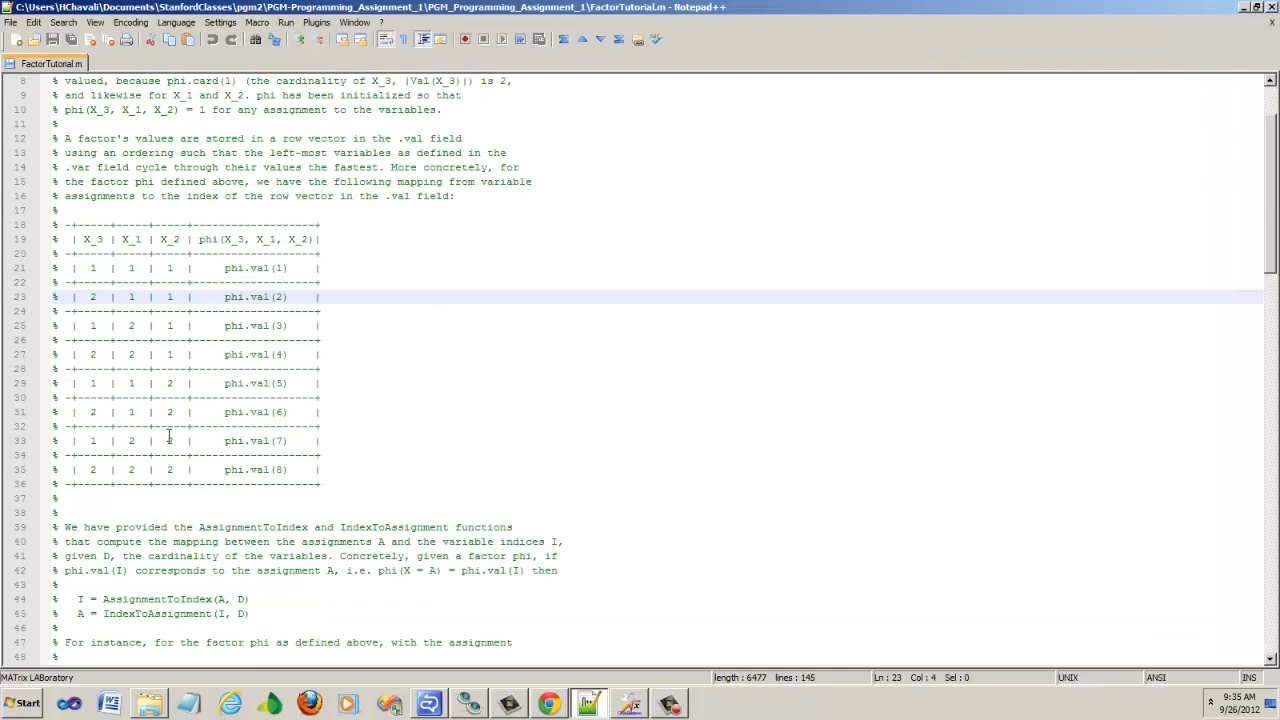 C:\Users\HChavali\Documents\StanfordClasses\pgm2\PGM-Programming_Assignment_1\PGM_Programming_Assignment_1\FactorTutorial.m - Notepad++
File Edit Search View Encoding Language Settings Macro Run Plugins Window ? X
FactorTutorial.m
8 % valued, because phi.card(1) (the cardinality of X_3, |Val(X_3)|) is 2,
9 % and likewise for X_1 and X_2. phi has been initialized so that
10 % phi(X_3, X_1, X_2) = 1 for any assignment to the variables.
11 %
12 % A factor's values are stored in a row vector in the .val field
13 % using an ordering such that the left-most variables as defined in the
14 % .var field cycle through their values the fastest. More concretely, for
15 % the factor phi defined above, we have the following mapping from variable
16 % assignments to the index of the row vector in the .val field:
17 %
18 % -+-----+-----+-----+-------------------+
19 %  | X_3 | X_1 | X_2 | phi(X_3, X_1, X_2)|
20 % -+-----+-----+-----+-------------------+
21 %  |  1  |  1  |  1  |     phi.val(1)    |
22 % -+-----+-----+-----+-------------------+
23 %  |  2  |  1  |  1  |     phi.val(2)    |
24 % -+-----+-----+-----+-------------------+
25 %  |  1  |  2  |  1  |     phi.val(3)    |
26 % -+-----+-----+-----+-------------------+
27 %  |  2  |  2  |  1  |     phi.val(4)    |
28 % -+-----+-----+-----+-------------------+
29 %  |  1  |  1  |  2  |     phi.val(5)    |
30 % -+-----+-----+-----+-------------------+
31 %  |  2  |  1  |  2  |     phi.val(6)    |
32 % -+-----+-----+-----+-------------------+
33 %  |  1  |  2  |  2  |     phi.val(7)    |
34 % -+-----+-----+-----+-------------------+
35 %  |  2  |  2  |  2  |     phi.val(8)    |
36 % -+-----+-----+-----+-------------------+
37 %
38 %
39 % We have provided the AssignmentToIndex and IndexToAssignment functions
40 % that compute the mapping between the assignments A and the variable indices I,
41 % given D, the cardinality of the variables. Concretely, given a factor phi, if
42 % phi.val(I) corresponds to the assignment A, i.e. phi(X = A) = phi.val(I) then
43 %
44 %   I = AssignmentToIndex(A, D)
45 %   A = IndexToAssignment(I, D)
46 %
47 % For instance, for the factor phi as defined above, with the assignment
48 %
MATrix LABoratory length : 6477 lines : 145 Ln : 23 Col : 4 Sel : 0 UNIX ANSI INS
Start 9:35 AM
9/26/2012